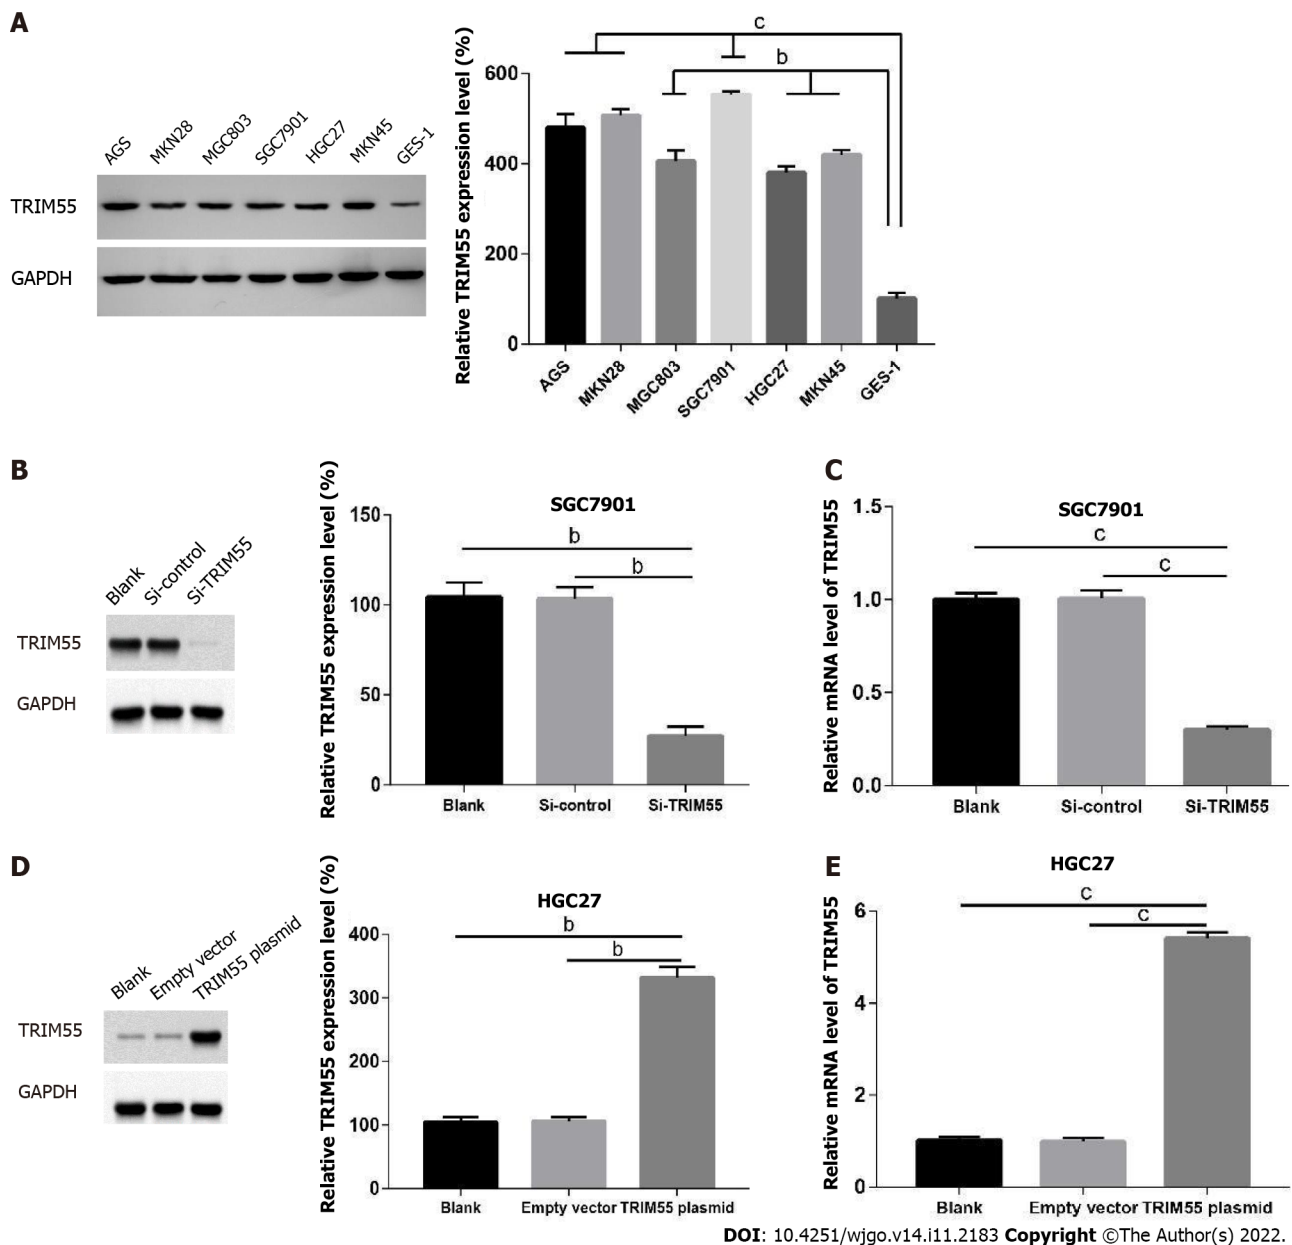 A
AGS MKN28 MGC803 SGC7901 HGC27 MKN45 GES-1
TRIM55
GAPDH
Relative TRIM55 expression level (%)
c
b
600
400
200
0
AGS MKN28 MGC803 SGC7901 HGC27 MKN45 GES-1
B
Blank Si-control Si-TRIM55
TRIM55
GAPDH
Relative TRIM55 expression level (%)
SGC7901
b
b
150
100
50
0
Blank Si-control Si-TRIM55
C
Relative mRNA level of TRIM55
SGC7901
c
c
1.5
1.0
0.5
0.0
Blank Si-control Si-TRIM55
D
Blank Empty vector TRIM55 plasmid
TRIM55
GAPDH
Relative TRIM55 expression level (%)
HGC27
b
b
400
300
200
100
0
Blank Empty vector TRIM55 plasmid
E
Relative mRNA level of TRIM55
HGC27
c
c
6
4
2
0
Blank Empty vector TRIM55 plasmid
DOI: 10.4251/wjgo.v14.i11.2183 Copyright ©The Author(s) 2022.